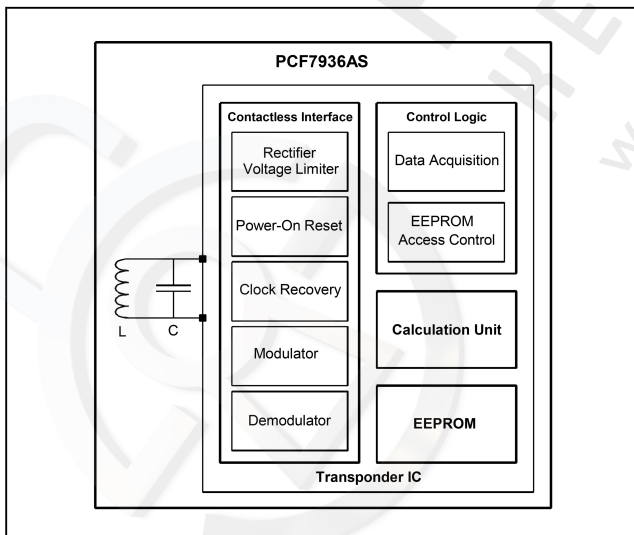 PCF7936AS
Contactless Interface
Rectifier
Voltage Limiter
Power-On Reset
Clock Recovery
Modulator
Demodulator
Control Logic
Data Acquisition
EEPROM
Access Control
Calculation Unit
EEPROM
L
C
Transponder IC